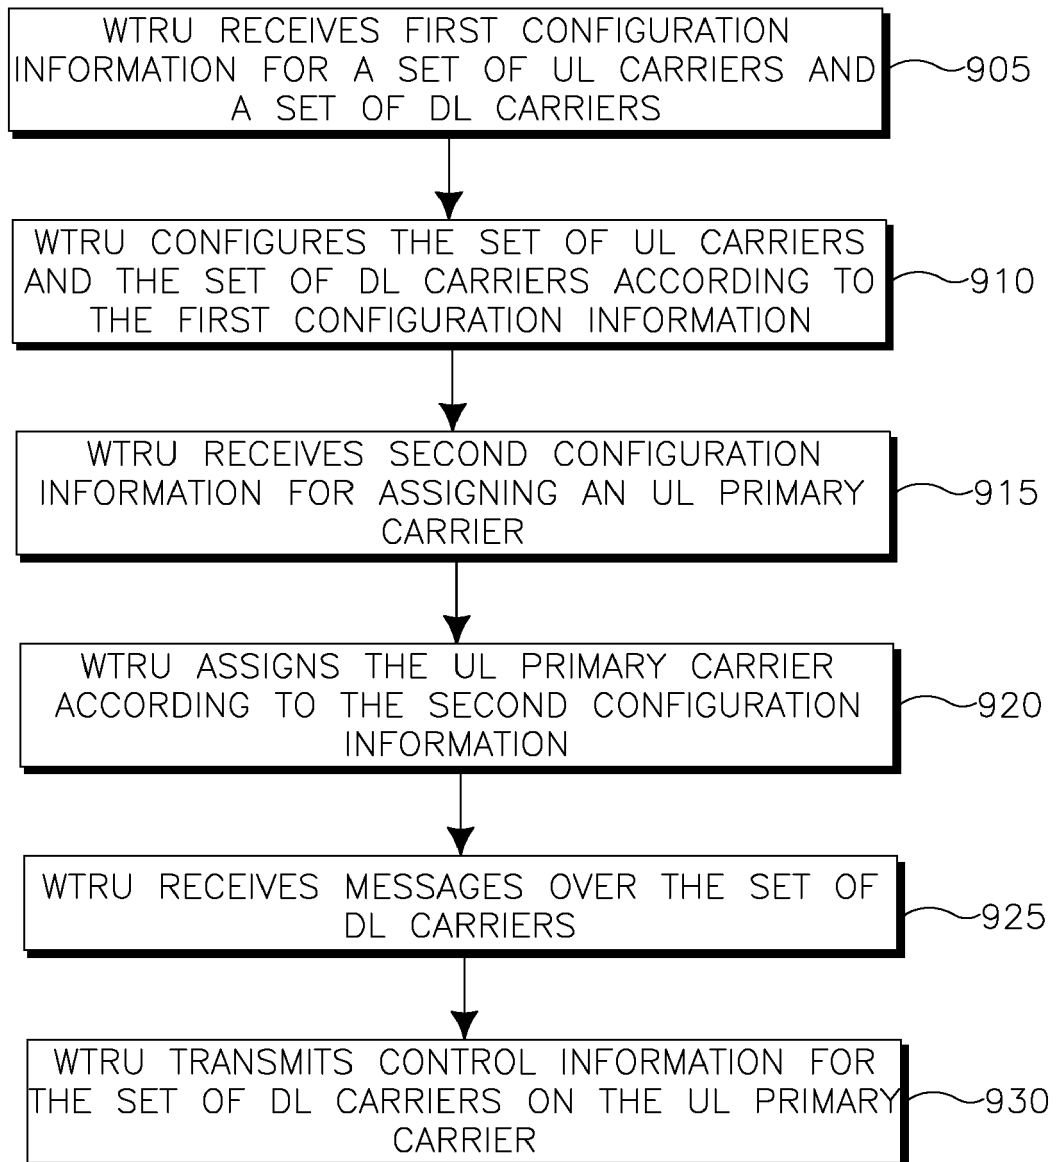 WTRU RECEIVES FIRST CONFIGURATION
INFORMATION FOR A SET OF UL CARRIERS AND
A SET OF DL CARRIERS
905
WTRU CONFIGURES THE SET OF UL CARRIERS
AND THE SET OF DL CARRIERS ACCORDING TO
THE FIRST CONFIGURATION INFORMATION
910
WTRU RECEIVES SECOND CONFIGURATION
INFORMATION FOR ASSIGNING AN UL PRIMARY
CARRIER
915
WTRU ASSIGNS THE UL PRIMARY CARRIER
ACCORDING TO THE SECOND CONFIGURATION
INFORMATION
920
WTRU RECEIVES MESSAGES OVER THE SET OF
DL CARRIERS
925
WTRU TRANSMITS CONTROL INFORMATION FOR
THE SET OF DL CARRIERS ON THE UL PRIMARY
CARRIER
930